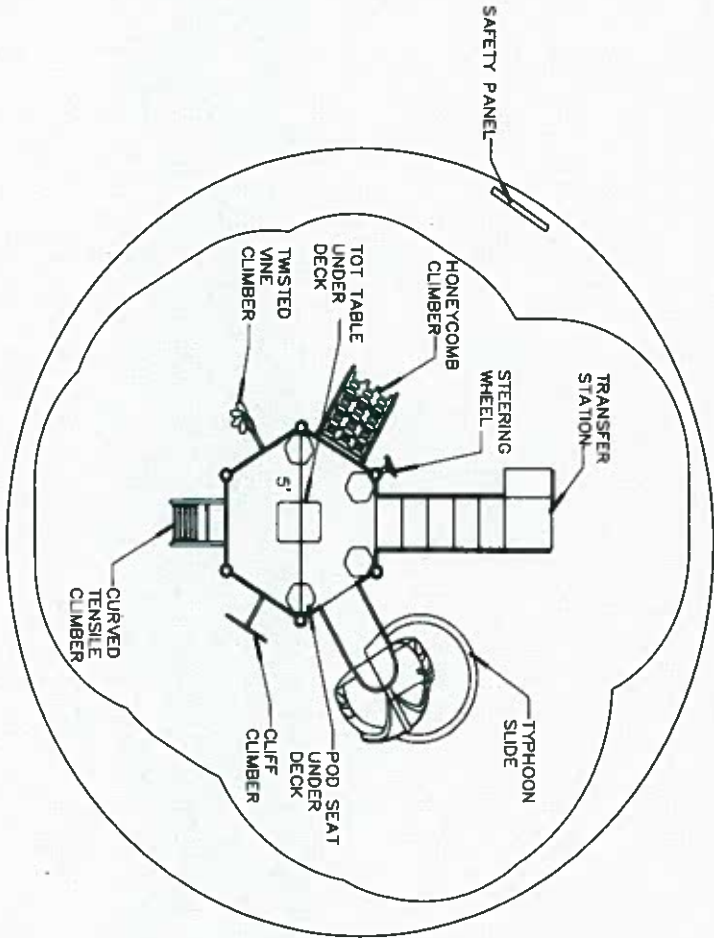 SAFETY PANEL
TRANSFER
STATION
STEERING
WHEEL
HONEYCOMB
CLIMBER
TOT TABLE
UNDER
DECK
TWISTED
VINE
CLIMBER
5'
TYPHOON
SLIDE
POD SEAT
UNDER
DECK
CLIFF
CLIMBER
CURVED
TENSILE
CLIMBER